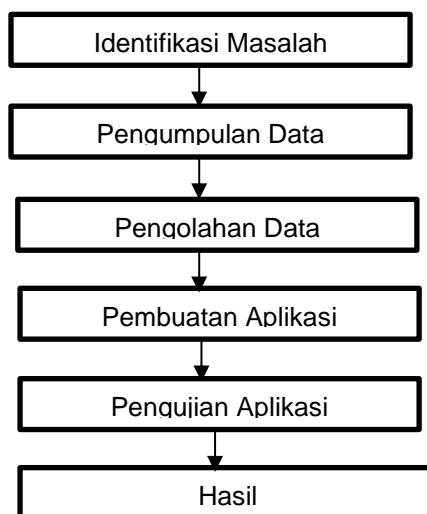 Identifikasi Masalah
Pengumpulan Data
Pengolahan Data
Pembuatan Aplikasi
Pengujian Aplikasi
Hasil